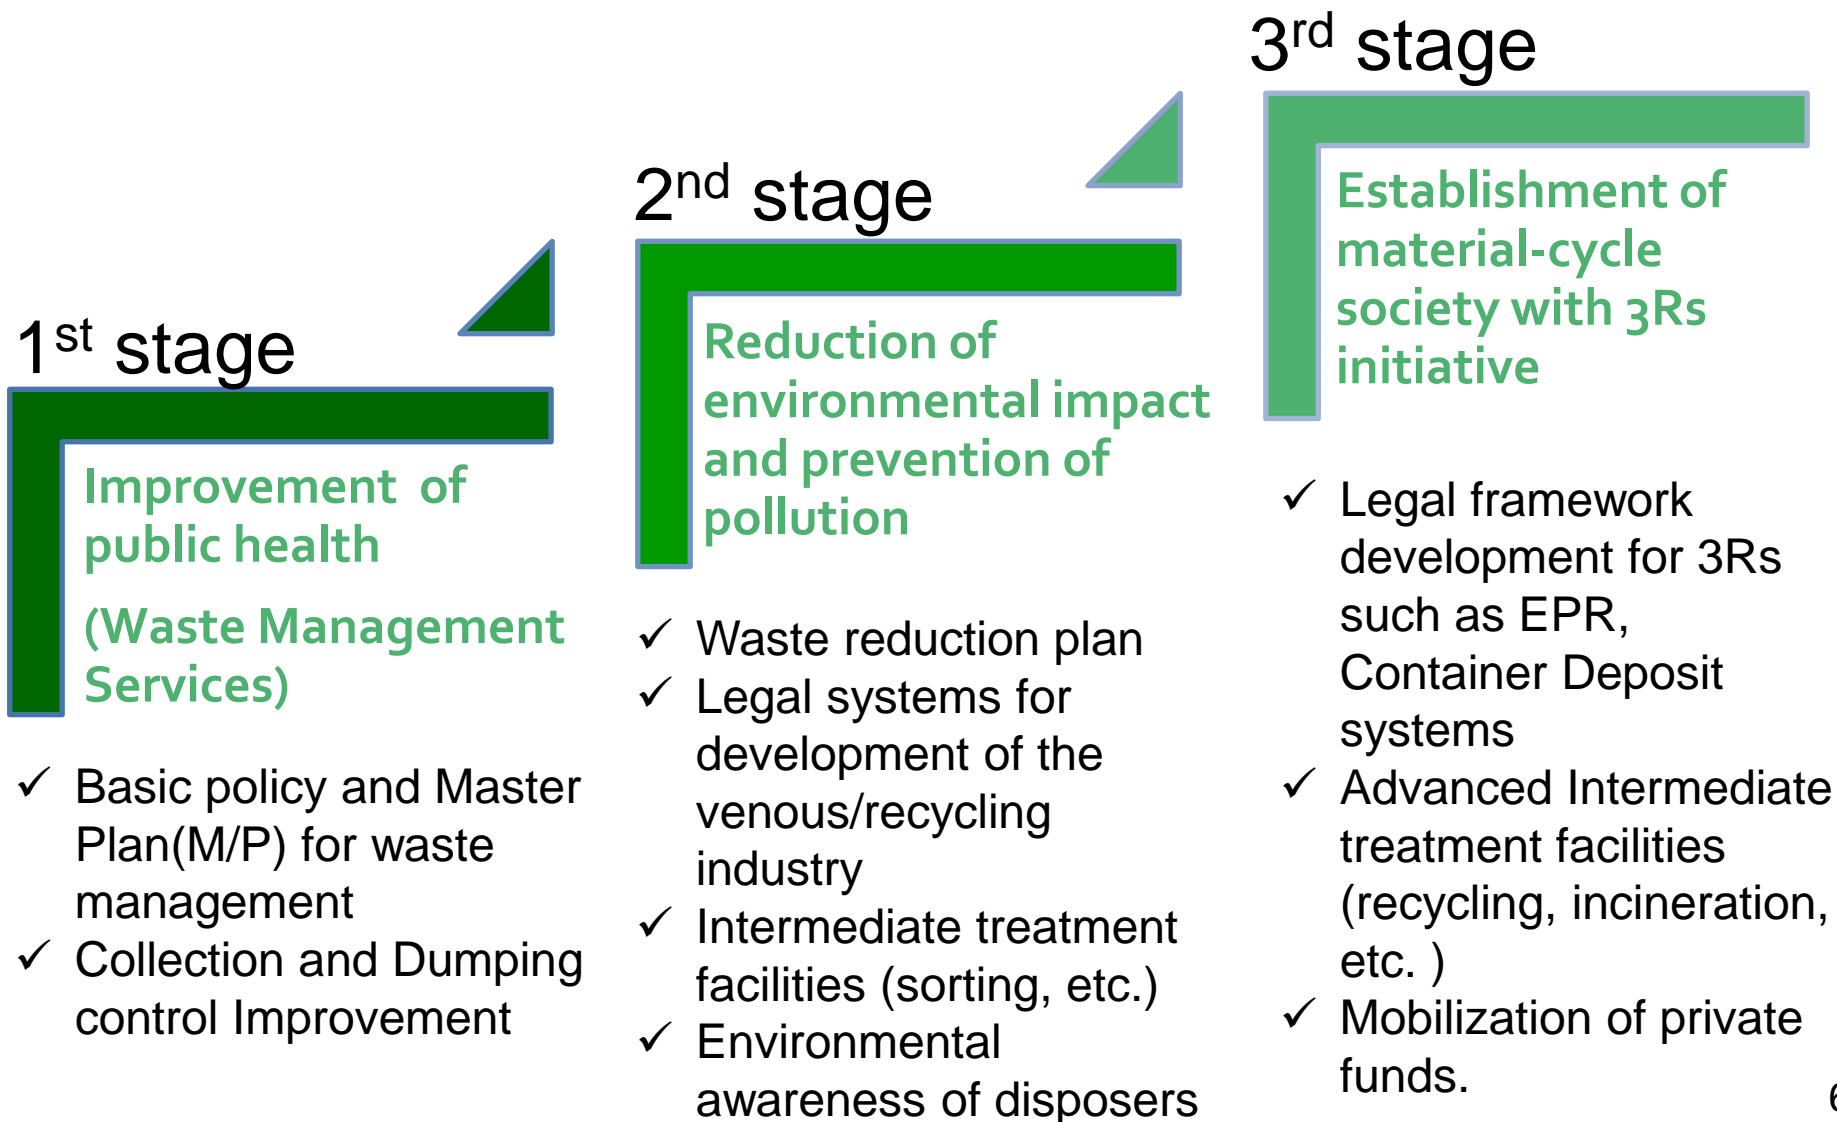 1st stage
Improvement of
public health
(Waste Management
Services)
✓ Basic policy and Master
Plan(M/P) for waste
management
✓ Collection and Dumping
control Improvement
2nd stage
Reduction of
environmental impact
and prevention of
pollution
✓ Waste reduction plan
✓ Legal systems for
development of the
venous/recycling
industry
✓ Intermediate treatment
facilities (sorting, etc.)
✓ Environmental
awareness of disposers
3rd stage
Establishment of
material-cycle
society with 3Rs
initiative
✓ Legal framework
development for 3Rs
such as EPR,
Container Deposit
systems
✓ Advanced Intermediate
treatment facilities
(recycling, incineration,
etc. )
✓ Mobilization of private
funds.
6